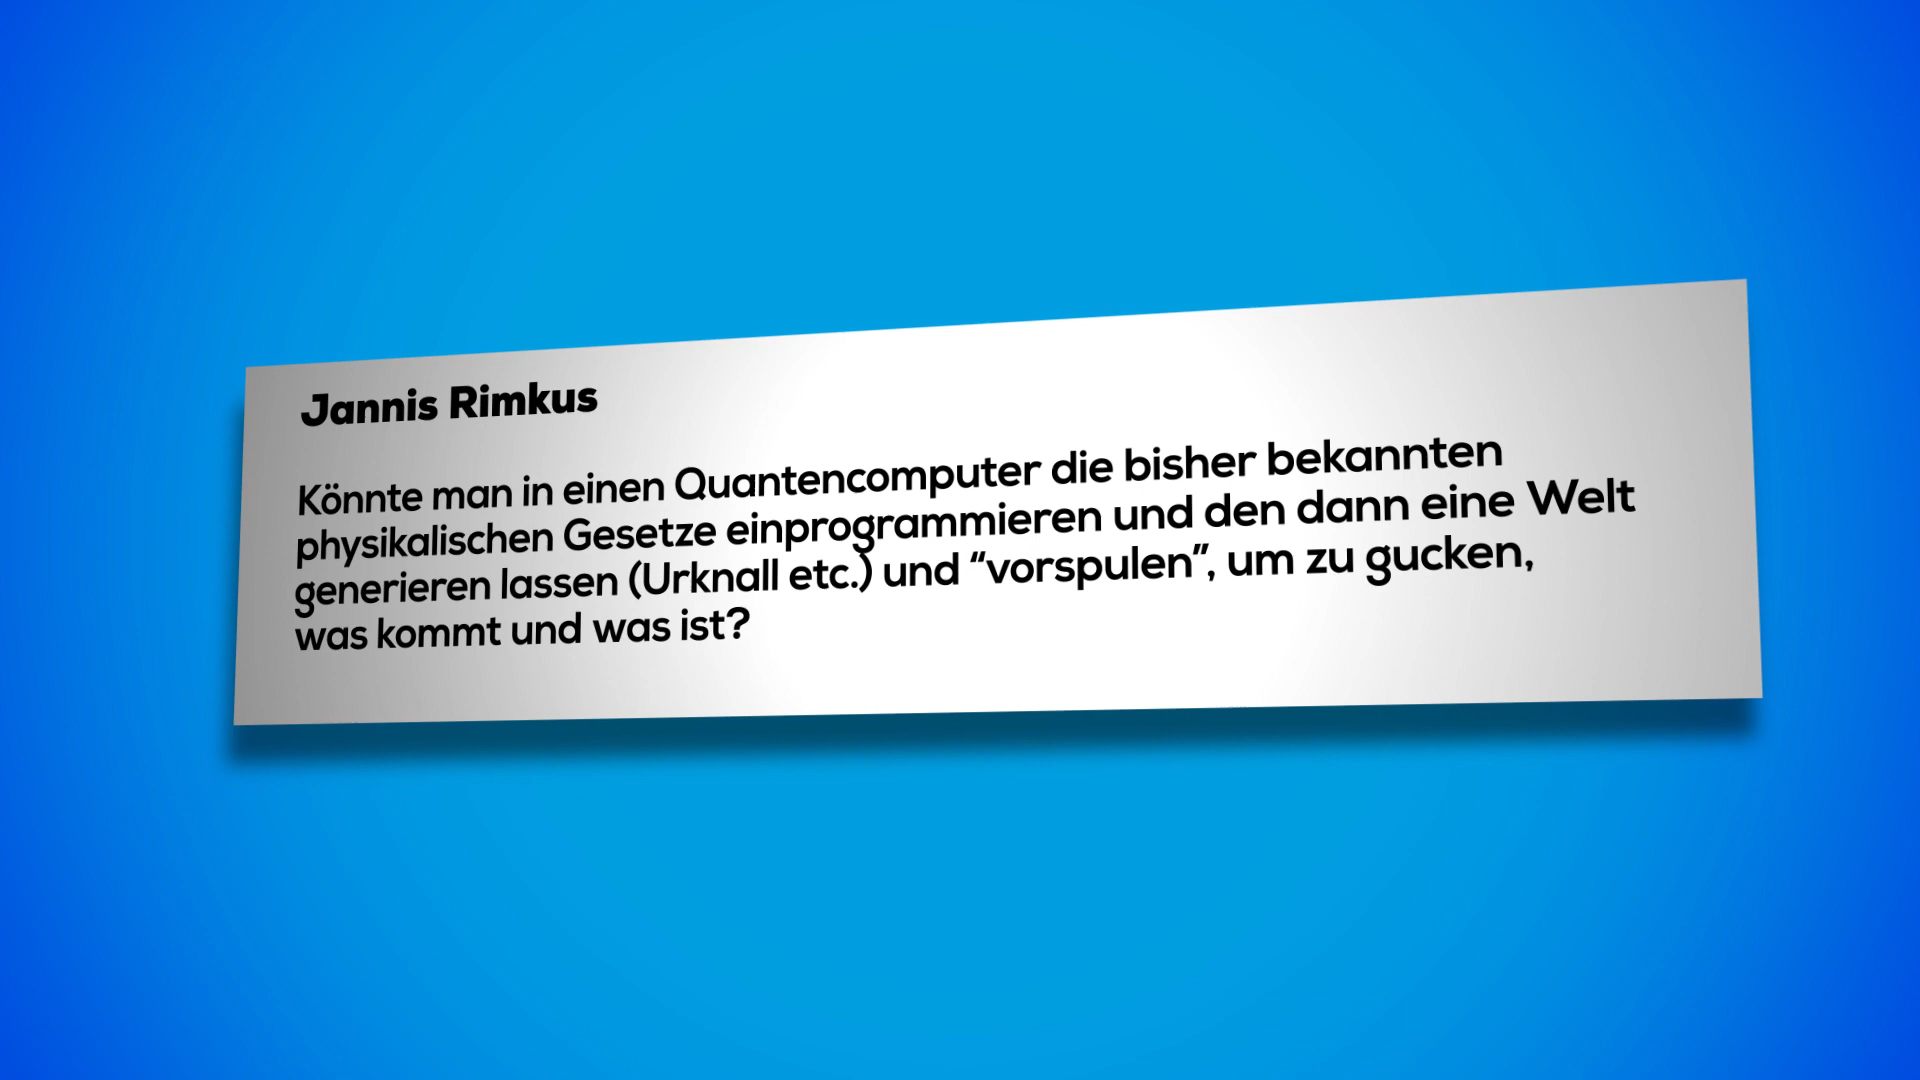 Jannis Rimkus
Könnte man in einen Quantencomputer die bisher bekannten
physikalischen Gesetze einprogrammieren und den dann eine Welt
generieren lassen (Urknall etc.) und “vorspulen”, um zu gucken,
was kommt und was ist?